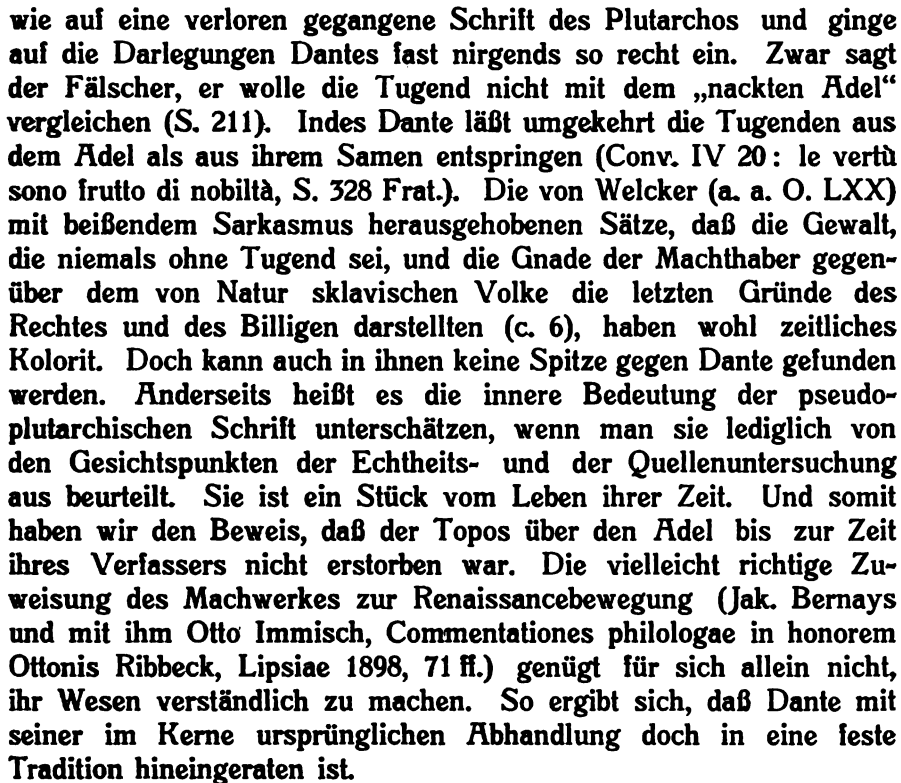 wie auf eine verloren gegangene Schrift des Plutarchos und ginge
auf die Darlegungen Dantes fast nirgends so recht ein. Zwar sagt
der Fälscher, er wolle die Tugend nicht mit dem „nackten Adel“
vergleichen (S. 211). Indes Dante läßt umgekehrt die Tugenden aus
dem Adel als aus ihrem Samen entspringen (Conv. IV 20: le vertù
sono frutto di nobiltà, S. 328 Frat.). Die von Welcker (a. a. O. LXX)
mit beißendem Sarkasmus herausgehobenen Sätze, daß die Gewalt,
die niemals ohne Tugend sei, und die Gnade der Machthaber gegen-
über dem von Natur sklavischen Volke die letzten Gründe des
Rechtes und des Billigen darstellten (c. 6), haben wohl zeitliches
Kolorit. Doch kann auch in ihnen keine Spitze gegen Dante gefunden
werden. Anderseits heißt es die innere Bedeutung der pseudo-
plutarchischen Schrift unterschätzen, wenn man sie lediglich von
den Gesichtspunkten der Echtheits- und der Quellenuntersuchung
aus beurteilt. Sie ist ein Stück vom Leben ihrer Zeit. Und somit
haben wir den Beweis, daß der Topos über den Adel bis zur Zeit
ihres Verfassers nicht erstorben war. Die vielleicht richtige Zu-
weisung des Machwerkes zur Renaissancebewegung (Jak. Bernays
und mit ihm Otto Immisch, Commentationes philologae in honorem
Ottonis Ribbeck, Lipsiae 1898, 71 ff.) genügt für sich allein nicht,
ihr Wesen verständlich zu machen. So ergibt sich, daß Dante mit
seiner im Kerne ursprünglichen Abhandlung doch in eine feste
Tradition hineingeraten ist.